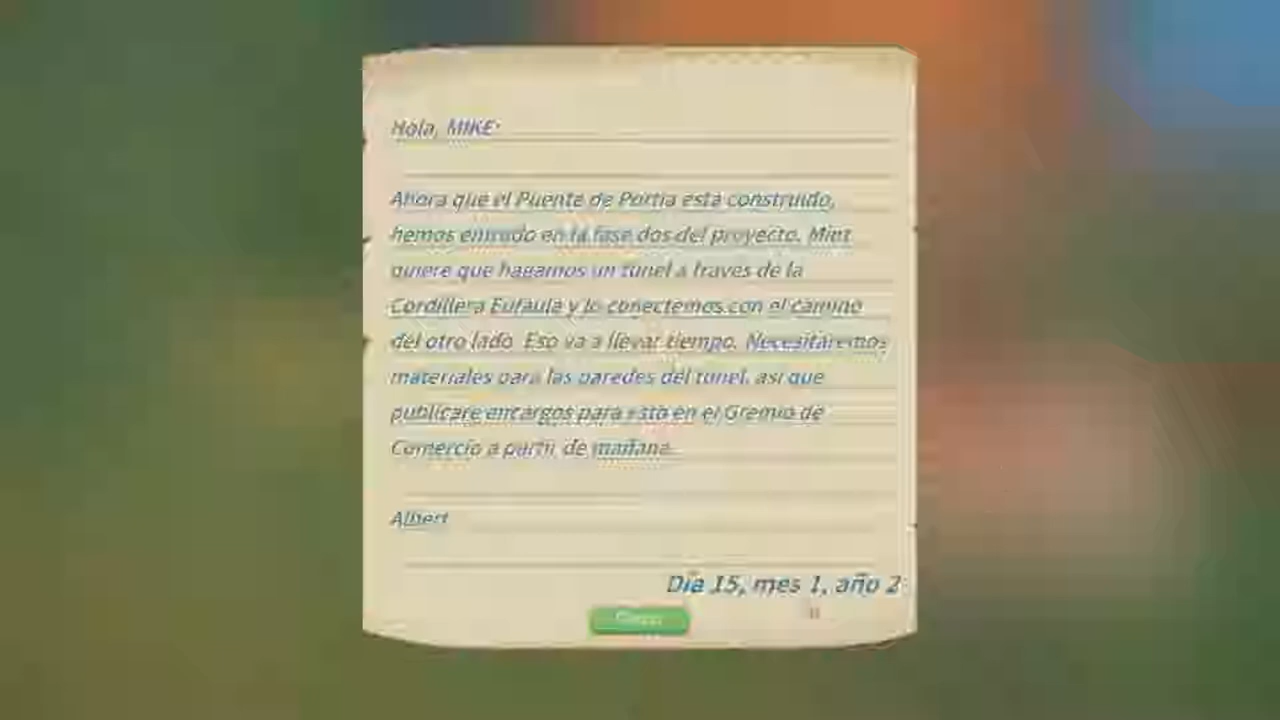 Hola, MIKE:
Ahora que el Puente de Portia está construido,
hemos entrado en la fase dos del proyecto. Mint
quiere que hagamos un túnel a través de la
Cordillera Eufaula y lo conectemos con el camino
del otro lado. Eso va a llevar tiempo. Necesitaremos
materiales para las paredes del túnel, así que
publicaré encargos para esto en el Gremio de
Comercio a partir de mañana.
Albert
Día 15, mes 1, año 2